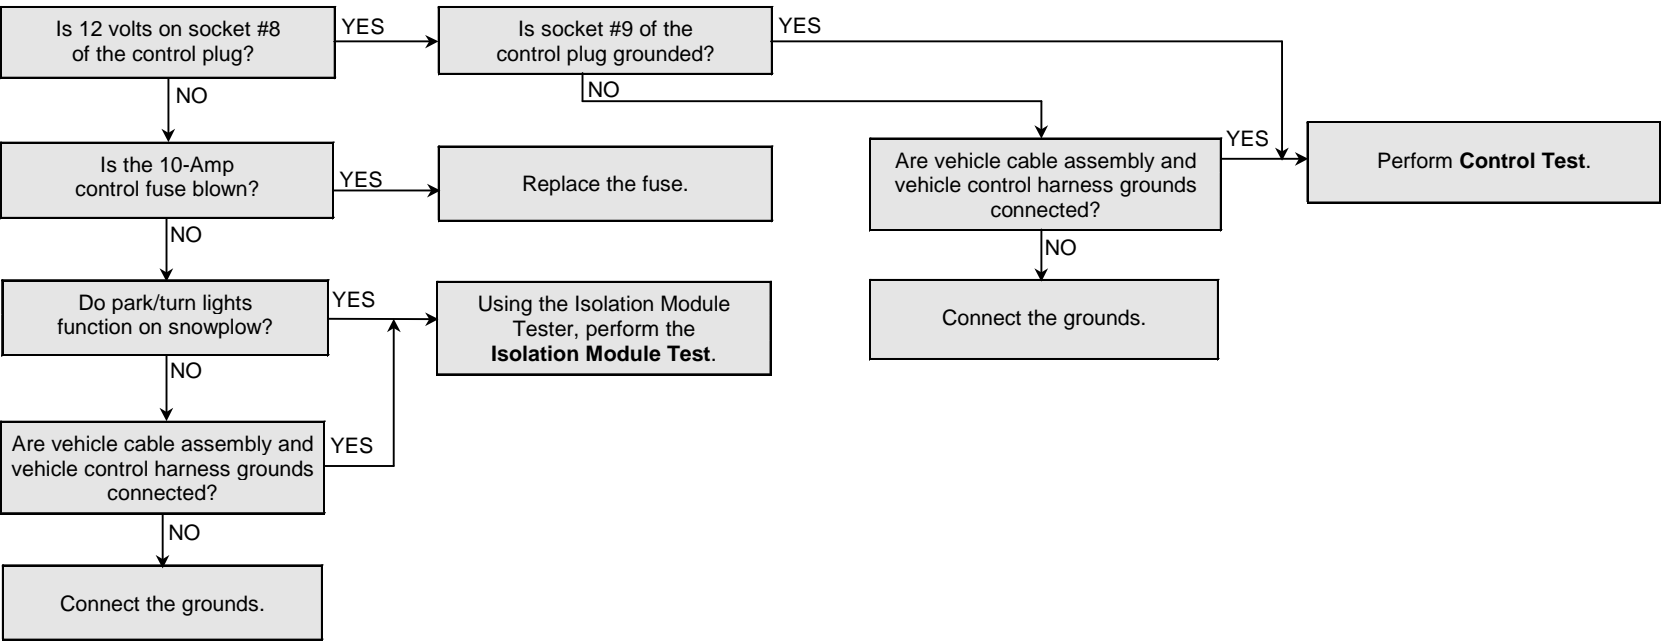 Is 12 volts on socket #8
of the control plug?
YES
Is socket #9 of the
control plug grounded?
YES
NO
NO
Is the 10-Amp
control fuse blown?
YES
Replace the fuse.
Are vehicle cable assembly and
vehicle control harness grounds
connected?
YES
Perform Control Test.
NO
NO
Do park/turn lights
function on snowplow?
YES
Using the Isolation Module
Tester, perform the
Isolation Module Test.
Connect the grounds.
NO
Are vehicle cable assembly and
vehicle control harness grounds
connected?
YES
NO
Connect the grounds.